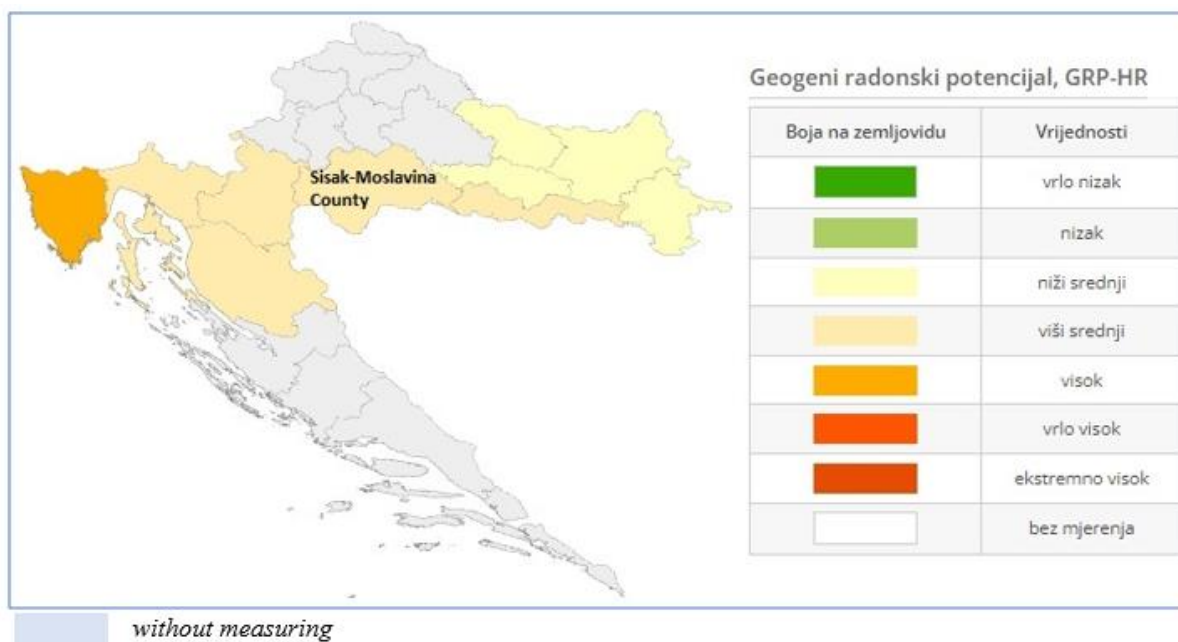 Sisak-Moslavina
County
Geogeni radonski potencijal, GRP-HR
Boja na zemljovidu Vrijednosti
vrlo nizak
nizak
niži srednji
viši srednji
visok
vrlo visok
ekstremno visok
bez mjerenja
without measuring